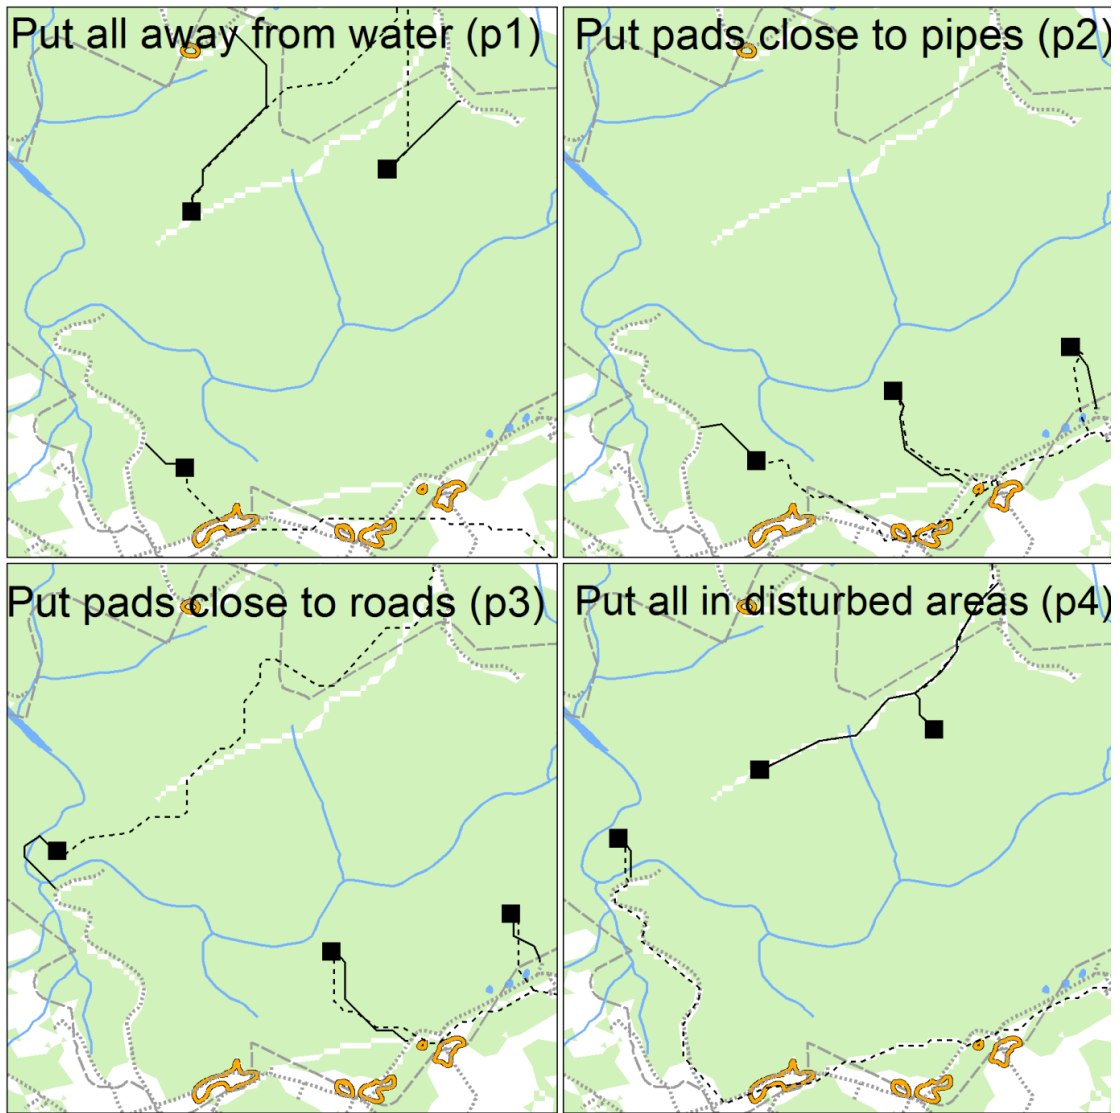 Put all away from water (p1)
Put pads close to pipes (p2)
Put pads close to roads (p3)
Put all in disturbed areas (p4)